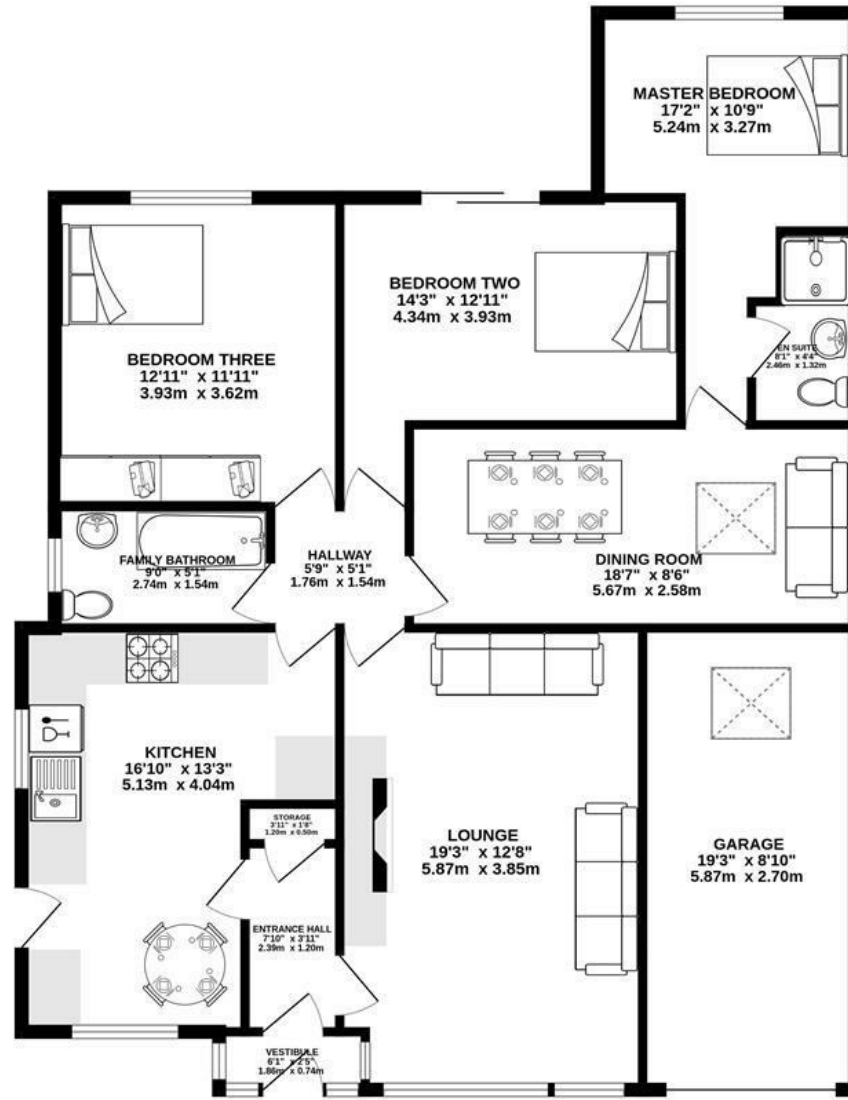 MASTER BEDROOM
17'2" x 10'9"
5.24m x 3.27m
BEDROOM TWO
14'3" x 12'11"
4.34m x 3.93m
BEDROOM THREE
12'11" x 11'11"
3.93m x 3.62m
EN SUITE
8'1" x 4'4"
2.46m x 1.32m
FAMILY BATHROOM
9'0" x 5'1"
2.74m x 1.54m
HALLWAY
5'9" x 5'1"
1.76m x 1.54m
DINING ROOM
18'7" x 8'6"
5.67m x 2.58m
KITCHEN
16'10" x 13'3"
5.13m x 4.04m
STORAGE
3'11" x 1'8"
1.20m x 0.50m
LOUNGE
19'3" x 12'8"
5.87m x 3.85m
GARAGE
19'3" x 8'10"
5.87m x 2.70m
ENTRANCE HALL
7'10" x 3'11"
2.39m x 1.20m
VESTIBULE
6'1" x 2'5"
1.86m x 0.74m